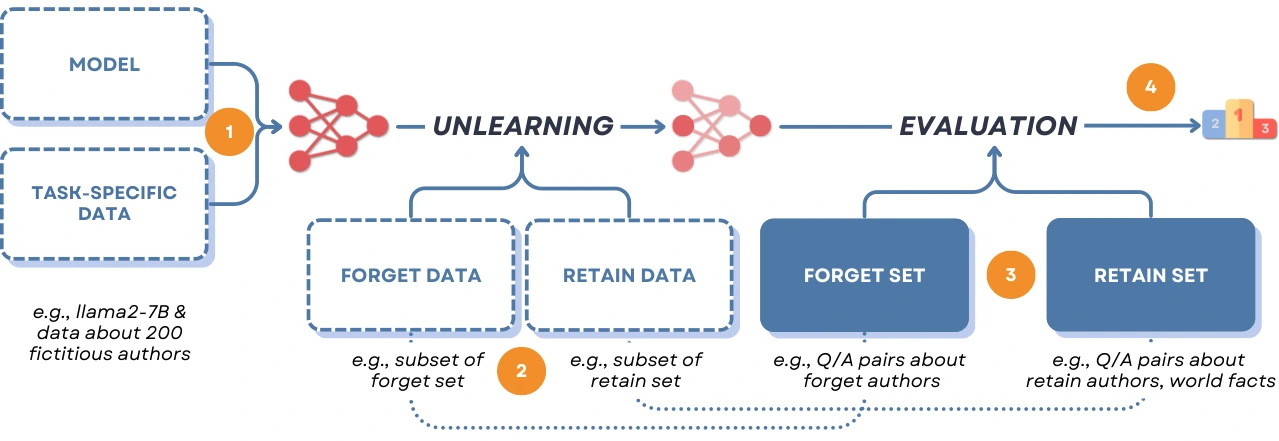 MODEL
TASK-SPECIFIC
DATA
e.g., llama2-7B &
data about 200
fictitious authors
1
UNLEARNING
FORGET DATA
RETAIN DATA
e.g., subset of
forget set
2
e.g., subset of
retain set
EVALUATION
FORGET SET
3
RETAIN SET
e.g., Q/A pairs about
forget authors
e.g., Q/A pairs about
retain authors, world facts
4
2 1 3